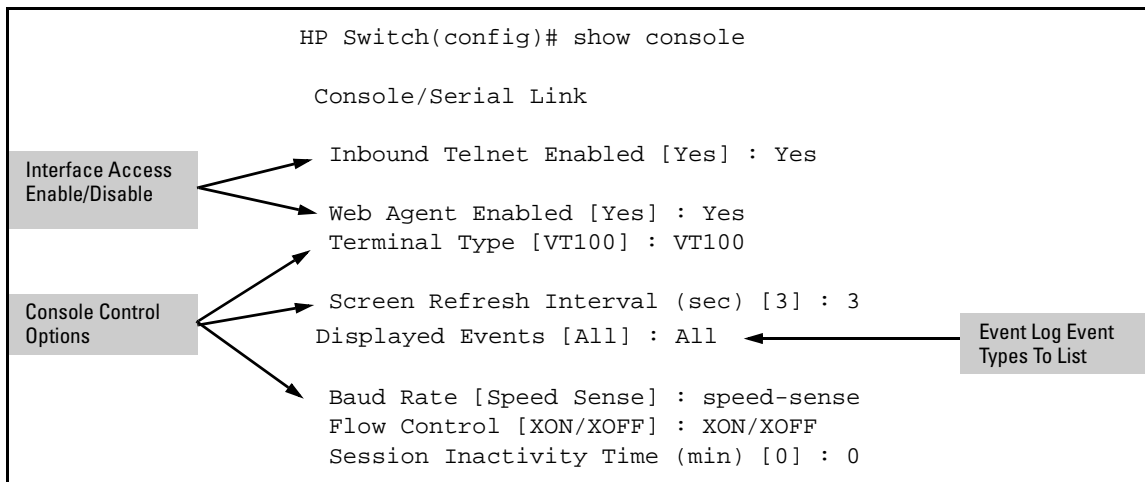 HP Switch(config)# show console
Console/Serial Link
Interface Access
Enable/Disable
Inbound Telnet Enabled [Yes] : Yes
Web Agent Enabled [Yes] : Yes
Terminal Type [VT100] : VT100
Console Control
Options
Screen Refresh Interval (sec) [3] : 3
Displayed Events [All] : All
Event Log Event
Types To List
Baud Rate [Speed Sense] : speed-sense
Flow Control [XON/XOFF] : XON/XOFF
Session Inactivity Time (min) [0] : 0